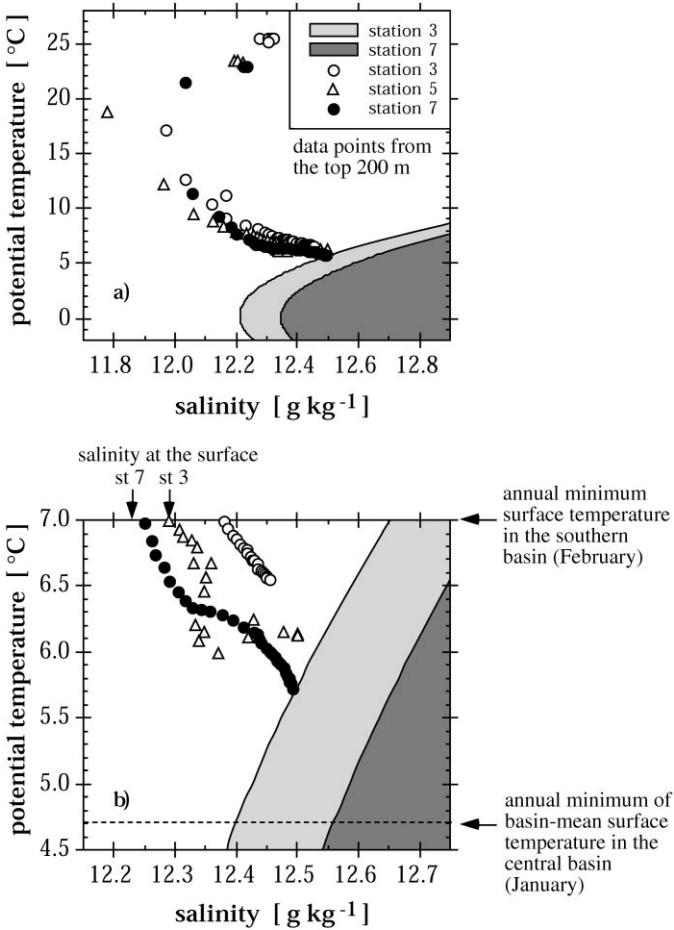 potential temperature [ °C]
25
20
15
10
5
0
station 3
station 7
station 3
station 5
station 7
data points from
the top 200 m
a)
11.8 12.0 12.2 12.4 12.6 12.8
salinity [ g kg-1]
salinity at the surface
st 7 st 3
potential temperature [ °C]
7.0
6.5
6.0
5.5
5.0
4.5
b)
12.2 12.3 12.4 12.5 12.6 12.7
salinity [ g kg-1]
annual minimum
surface temperature
in the southern
basin (February)
annual minimum of
basin-mean surface
temperature in the
central basin
(January)